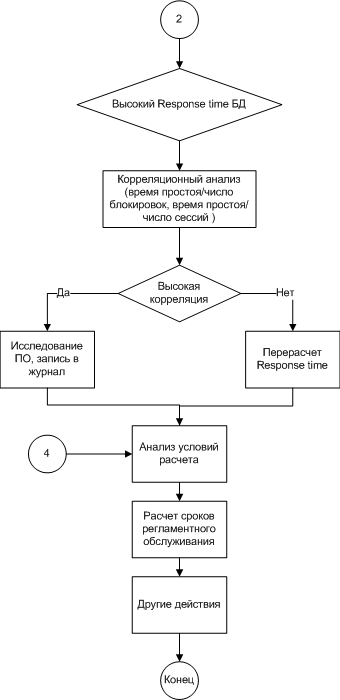 2
Высокий Response time БД
Корреляционный анализ
(время простоя/число
блокировок, время простоя/
число сессий )
Высокая
корреляция
Да
Нет
Исследование
ПО, запись в
журнал
Перерасчет
Response time
4
Анализ условий
расчета
Расчет сроков
регламентного
обслуживания
Другие действия
Конец